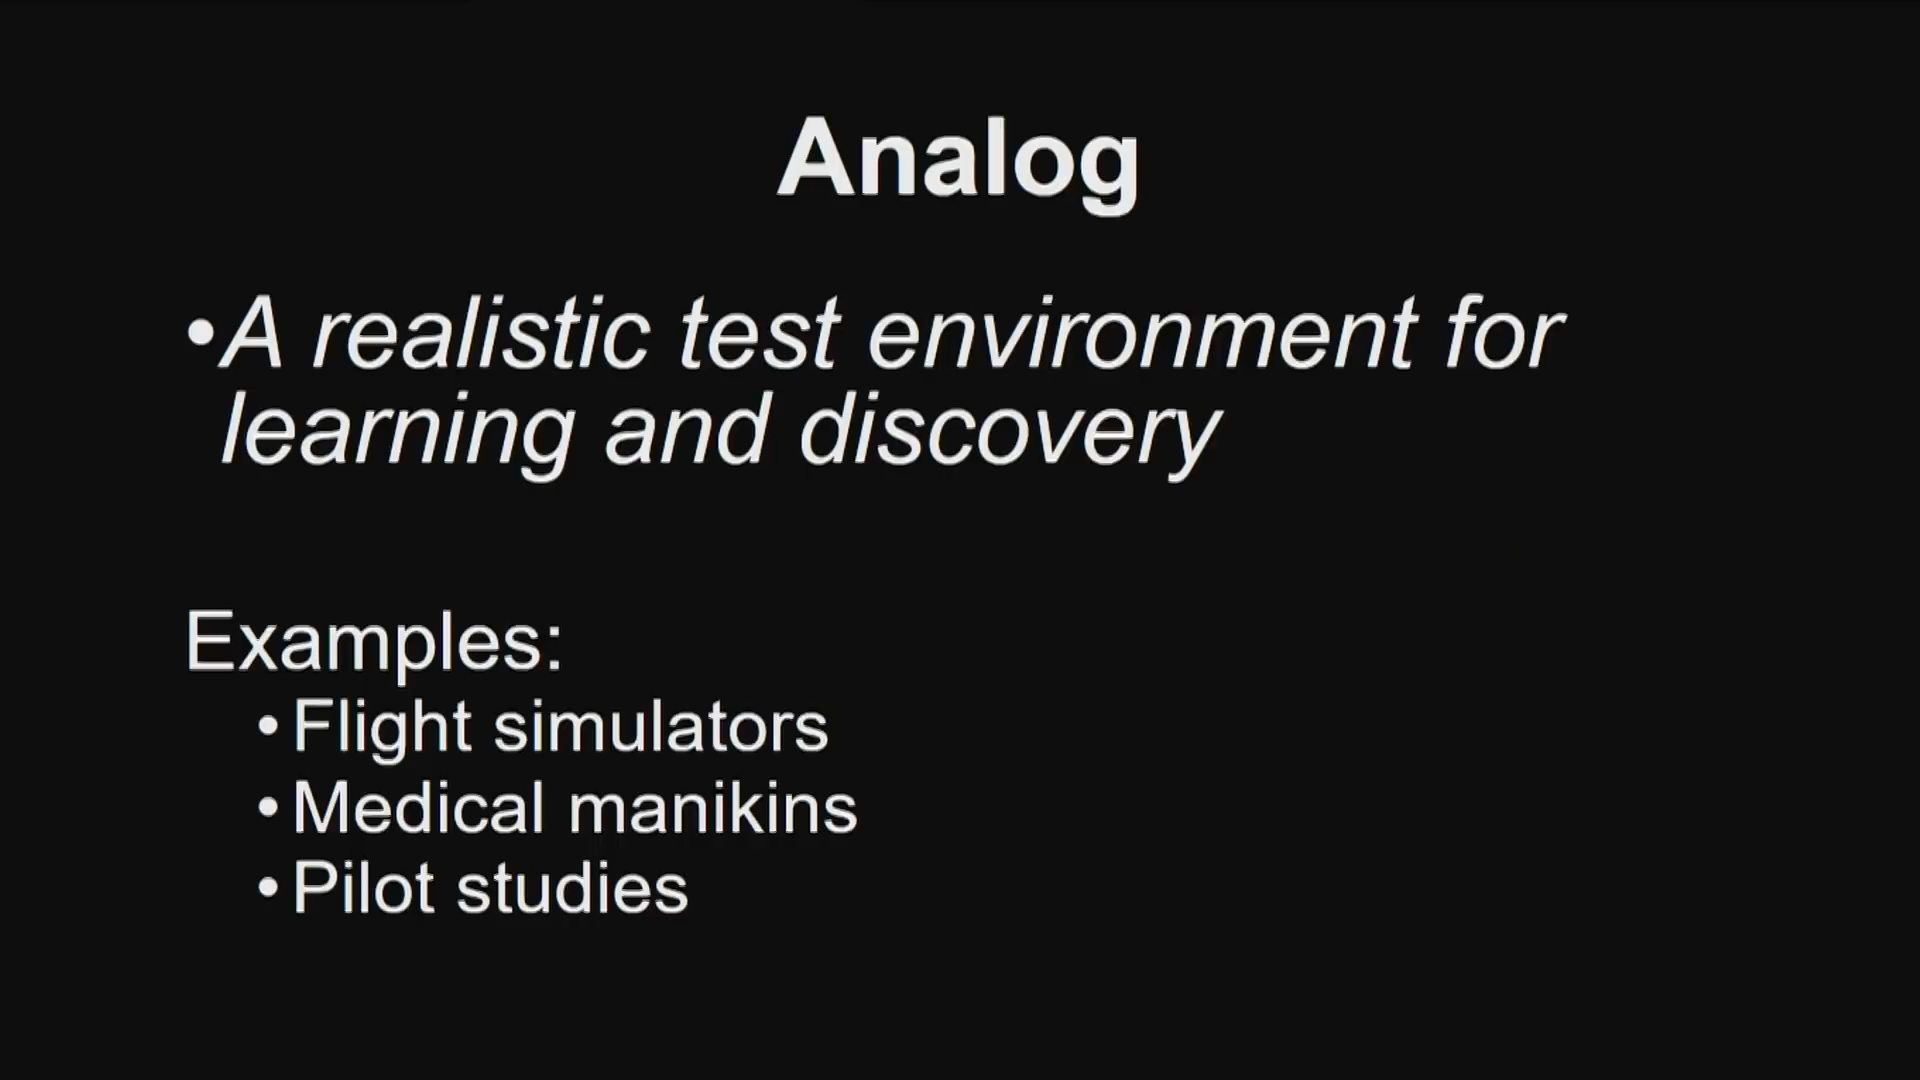 Analog
•A realistic test environment for
learning and discovery
Examples:
•Flight simulators
•Medical manikins
•Pilot studies